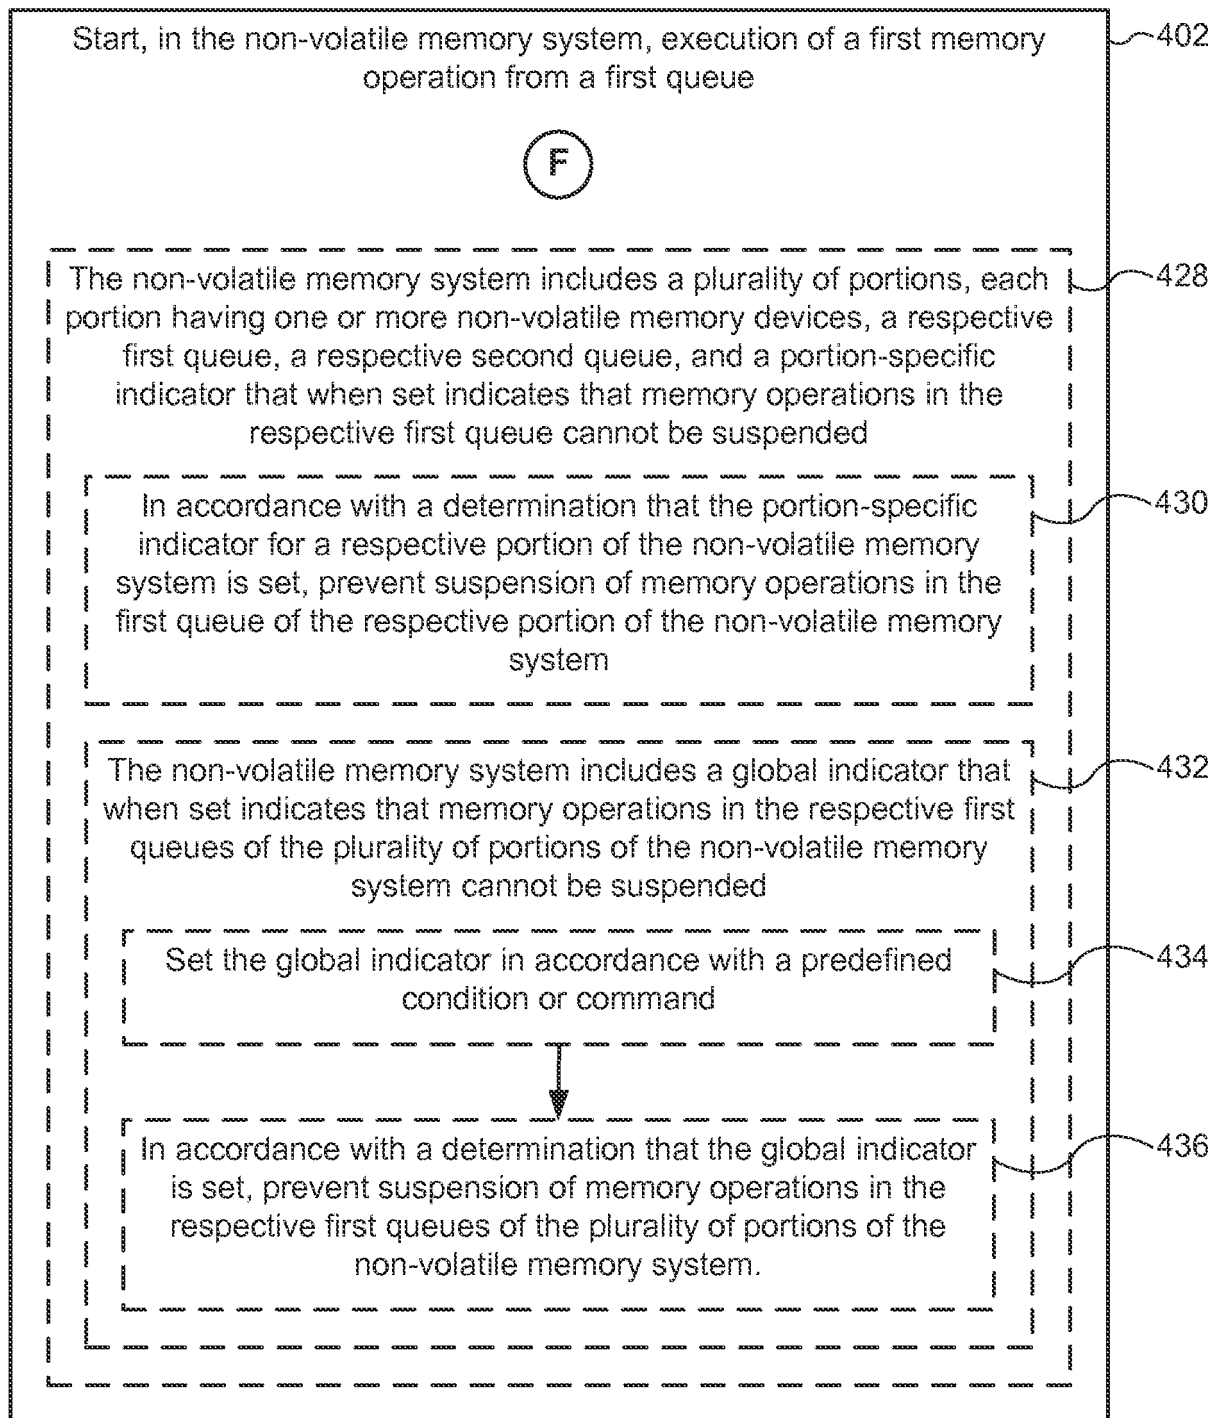 Start, in the non-volatile memory system, execution of a first memory
operation from a first queue
402
F
The non-volatile memory system includes a plurality of portions, each
portion having one or more non-volatile memory devices, a respective
first queue, a respective second queue, and a portion-specific
indicator that when set indicates that memory operations in the
respective first queue cannot be suspended
428
In accordance with a determination that the portion-specific
indicator for a respective portion of the non-volatile memory
system is set, prevent suspension of memory operations in the
first queue of the respective portion of the non-volatile memory
system
430
The non-volatile memory system includes a global indicator that
when set indicates that memory operations in the respective first
queues of the plurality of portions of the non-volatile memory
system cannot be suspended
432
Set the global indicator in accordance with a predefined
condition or command
434
In accordance with a determination that the global indicator
is set, prevent suspension of memory operations in the
respective first queues of the plurality of portions of the
non-volatile memory system.
436